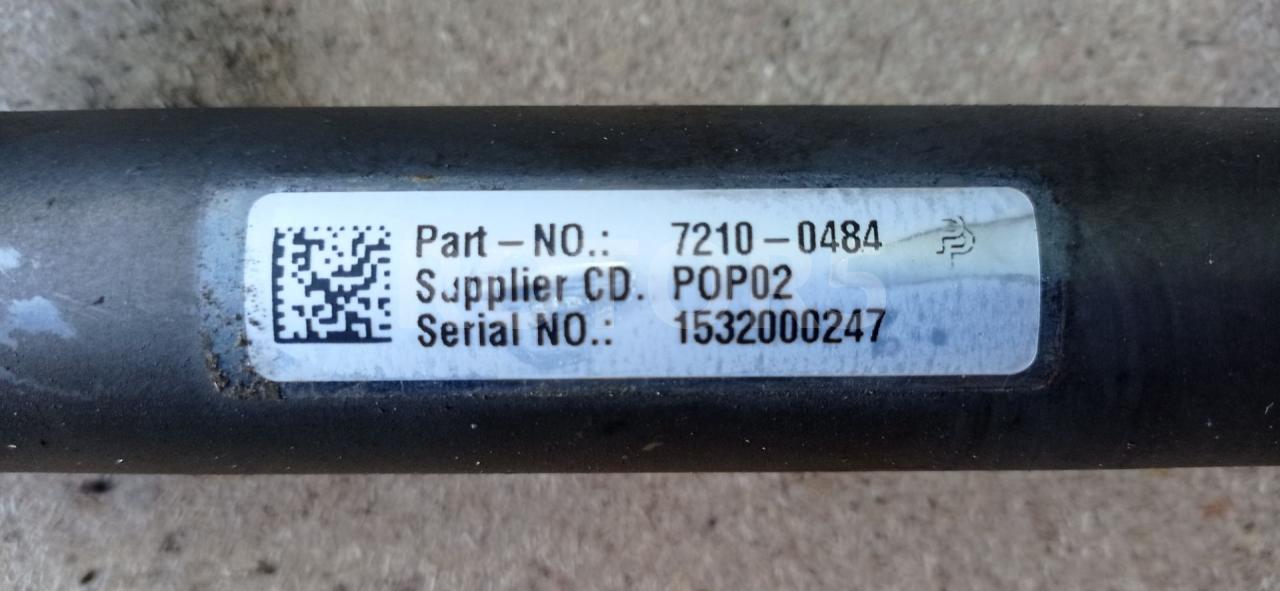 Part-NO.: 7210-0484
Supplier CD. POP02
Serial NO.: 1532000247